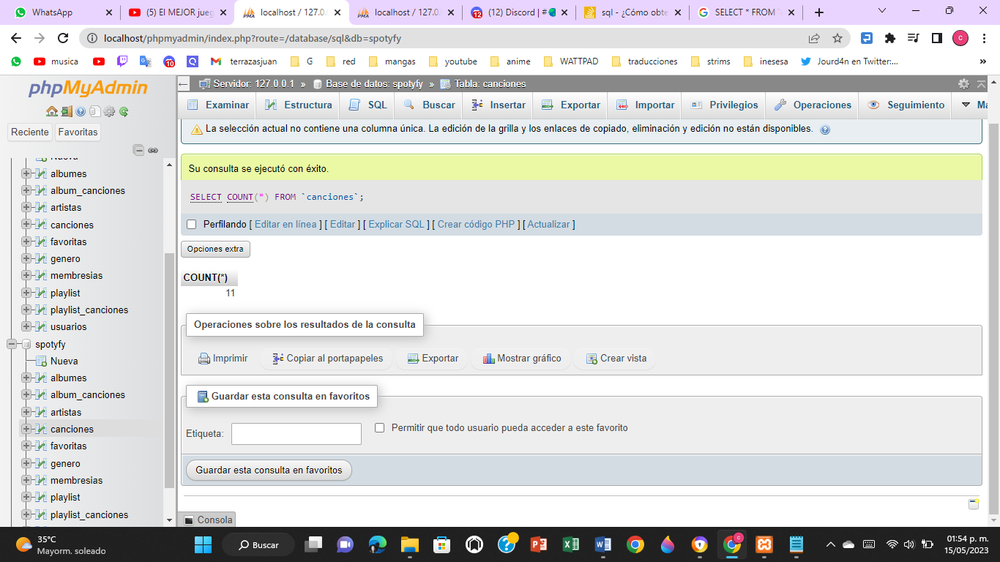 WhatsApp
(5) El MEJOR jueg
localhost / 127.0.
localhost / 127.0.
(12) Discord | #
sql - ¿Cómo obte
SELECT * FROM
localhost/phpmyadmin/index.php?route=/database/sql&db=spotyfy
musica
10
terrazasjuan
G
red
mangas
youtube
anime
WATTPAD
traducciones
strims
inesesa
Jourd4n en Twitter:...
»
phpMyAdmin
Reciente
Favoritas
Nueva
albumes
album_canciones
artistas
canciones
favoritas
genero
membresias
playlist
playlist_canciones
usuarios
spotyfy
Nueva
albumes
album_canciones
artistas
canciones
favoritas
genero
membresias
playlist
playlist_canciones
Servidor: 127.0.0.1 » Base de datos: spotyfy » Tabla: canciones
Examinar
Estructura
SQL
Buscar
Insertar
Exportar
Importar
Privilegios
Operaciones
Seguimiento
Ma
La selección actual no contiene una columna única. La edición de la grilla y los enlaces de copiado, eliminación y edición no están disponibles.
Su consulta se ejecutó con éxito.
SELECT COUNT(*) FROM `canciones`;
Perfilando [ Editar en línea ] [ Editar ] [ Explicar SQL ] [ Crear código PHP ] [ Actualizar ]
Opciones extra
COUNT(*)
11
Operaciones sobre los resultados de la consulta
Imprimir
Copiar al portapapeles
Exportar
Mostrar gráfico
Crear vista
Guardar esta consulta en favoritos
Etiqueta:
Permitir que todo usuario pueda acceder a este favorito
Guardar esta consulta en favoritos
Consola
35°C
Mayorm. soleado
Buscar
01:54 p. m.
15/05/2023